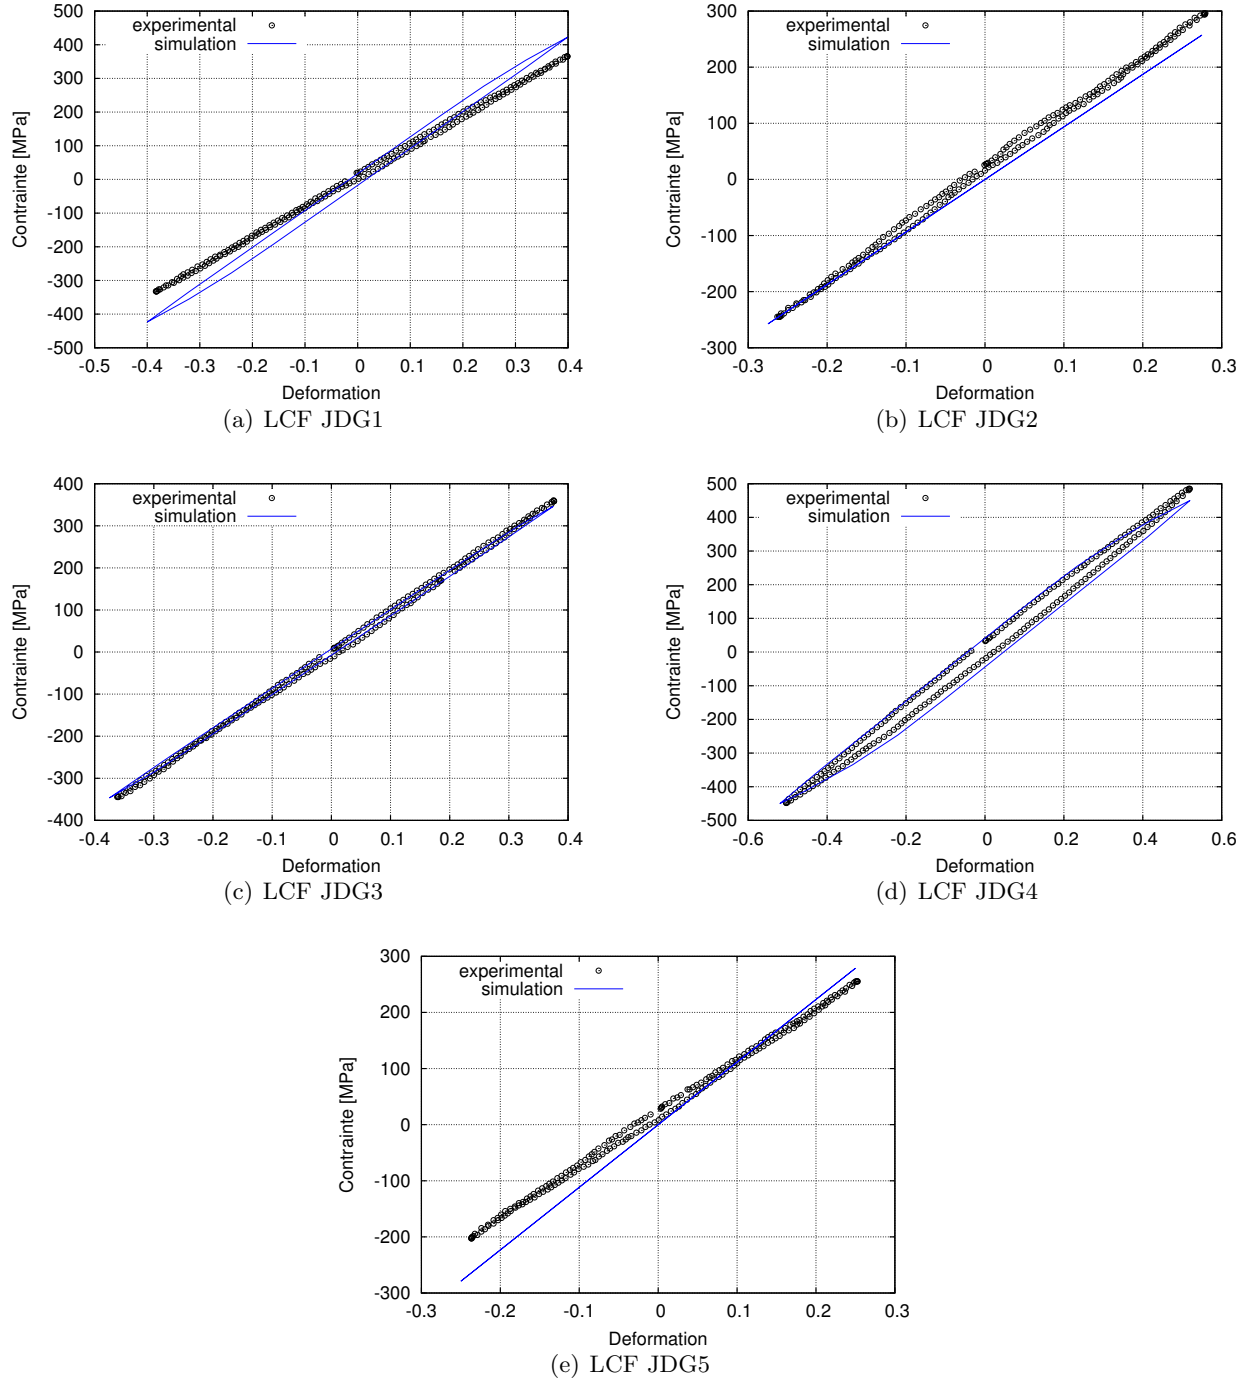 500
400
300
200
100
0
-100
-200
-300
-400
-500
Contrainte [MPa]
experimental
simulation
-0.5 -0.4 -0.3 -0.2 -0.1 0 0.1 0.2 0.3 0.4
Deformation
(a) LCF JDG1
300
200
100
0
-100
-200
-300
Contrainte [MPa]
experimental
simulation
-0.3 -0.2 -0.1 0 0.1 0.2 0.3
Deformation
(b) LCF JDG2
400
300
200
100
0
-100
-200
-300
-400
Contrainte [MPa]
experimental
simulation
-0.4 -0.3 -0.2 -0.1 0 0.1 0.2 0.3 0.4
Deformation
(c) LCF JDG3
500
400
300
200
100
0
-100
-200
-300
-400
-500
Contrainte [MPa]
experimental
simulation
-0.6 -0.4 -0.2 0 0.2 0.4 0.6
Deformation
(d) LCF JDG4
300
200
100
0
-100
-200
-300
Contrainte [MPa]
experimental
simulation
-0.3 -0.2 -0.1 0 0.1 0.2 0.3
Deformation
(e) LCF JDG5